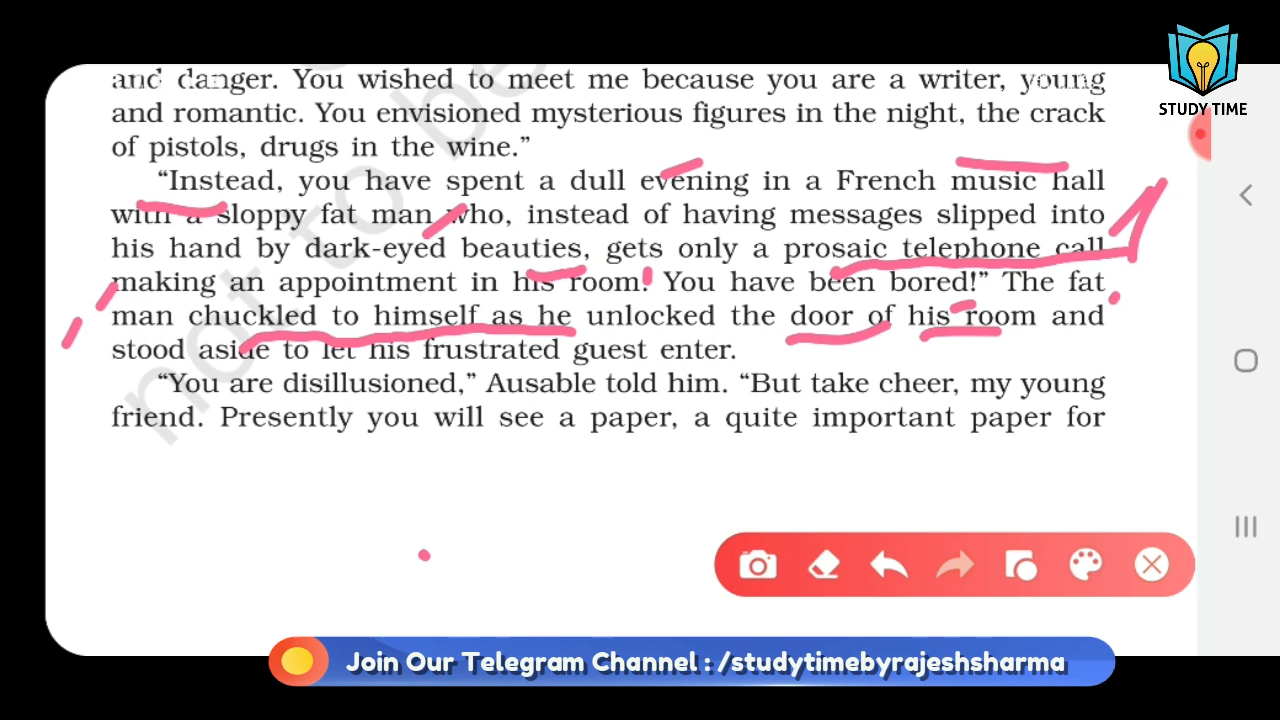 STUDY TIME
and danger. You wished to meet me because you are a writer, young
and romantic. You envisioned mysterious figures in the night, the crack
of pistols, drugs in the wine.”
“Instead, you have spent a dull evening in a French music hall
with a sloppy fat man who, instead of having messages slipped into
his hand by dark-eyed beauties, gets only a prosaic telephone call
making an appointment in his room. You have been bored!” The fat
man chuckled to himself as he unlocked the door of his room and
stood aside to let his frustrated guest enter.
“You are disillusioned,” Ausable told him. “But take cheer, my young
friend. Presently you will see a paper, a quite important paper for
not to be
Join Our Telegram Channel : /studytimebyrajeshsharma